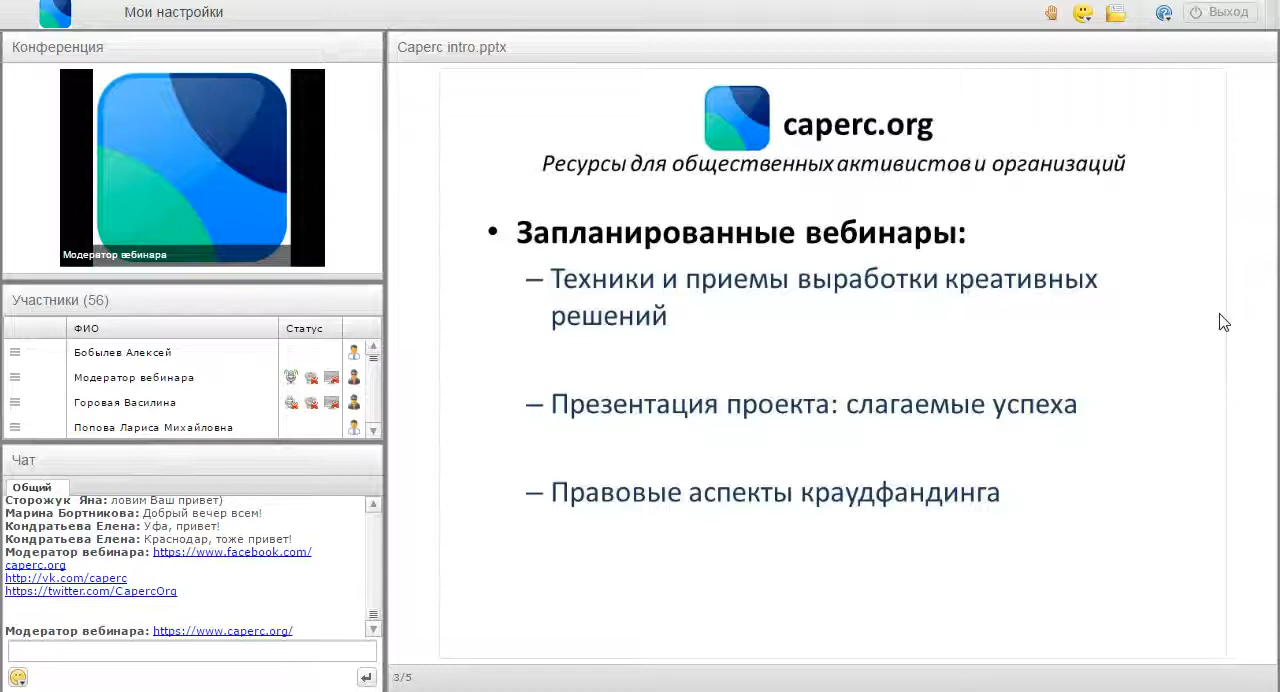 Мои настройки
Выход
Конференция
Модератор вебинара
Участники (56)
ФИО
Статус
Бобылев Алексей
Модератор вебинара
Горовая Василина
Попова Лариса Михайловна
Чат
Общий
Сторожук Яна: ловим Ваш привет)
Марина Бортникова: Добрый вечер всем!
Кондратьева Елена: Уфа, привет!
Кондратьева Елена: Краснодар, тоже привет!
Модератор вебинара: https://www.facebook.com/
caperc.org
http://vk.com/caperc
https://twitter.com/CapercOrg
Модератор вебинара: https://www.caperc.org/
Caperc intro.pptx
caperc.org
Ресурсы для общественных активистов и организаций
• Запланированные вебинары:
– Техники и приемы выработки креативных
решений
– Презентация проекта: слагаемые успеха
– Правовые аспекты краудфандинга
3/5